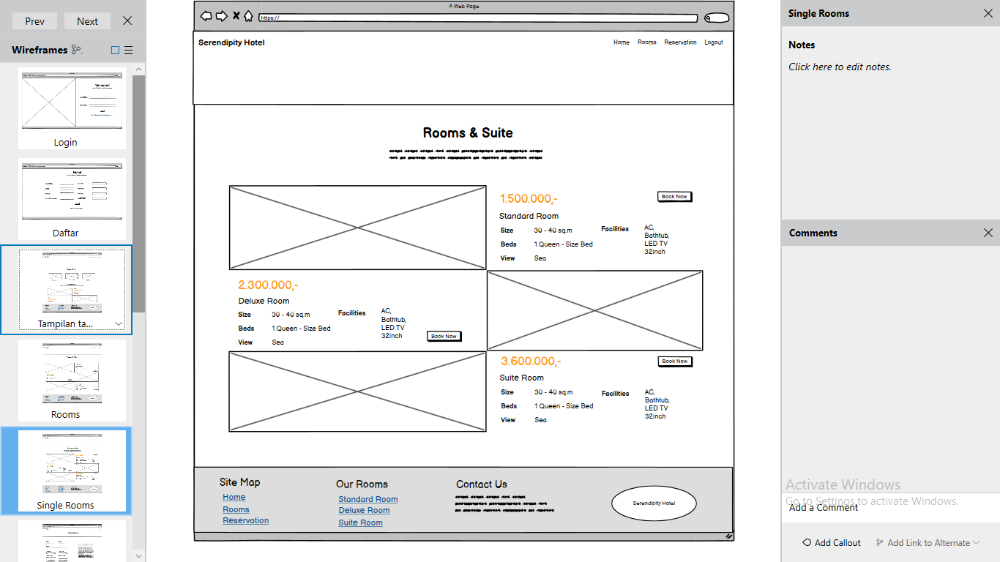 Prev
Next
Wireframes
Login
Daftar
Tampilan ta...
Rooms
Single Rooms
A Web Page
https://
Serendipity Hotel
Home
Rooms
Reservation
Logout
Rooms & Suite
1.500.000,-
Book Now
Standard Room
Size 30 - 40 sq.m
Beds 1 Queen - Size Bed
View Sea
Facilities
AC,
Bathtub,
LED TV
32inch
2.300.000,-
Deluxe Room
Size 30 - 40 sq.m
Beds 1 Queen - Size Bed
View Sea
Facilities
AC,
Bathtub,
LED TV
32inch
Book Now
3.600.000,-
Book Now
Suite Room
Size 30 - 40 sq.m
Beds 1 Queen - Size Bed
View Sea
Facilities
AC,
Bathtub,
LED TV
32inch
Site Map
Home
Rooms
Reservation
Our Rooms
Standard Room
Deluxe Room
Suite Room
Contact Us
Serendipity Hotel
Single Rooms
Notes
Click here to edit notes.
Comments
Activate Windows
Go to Settings to activate Windows.
Add a Comment
Add Callout
Add Link to Alternate